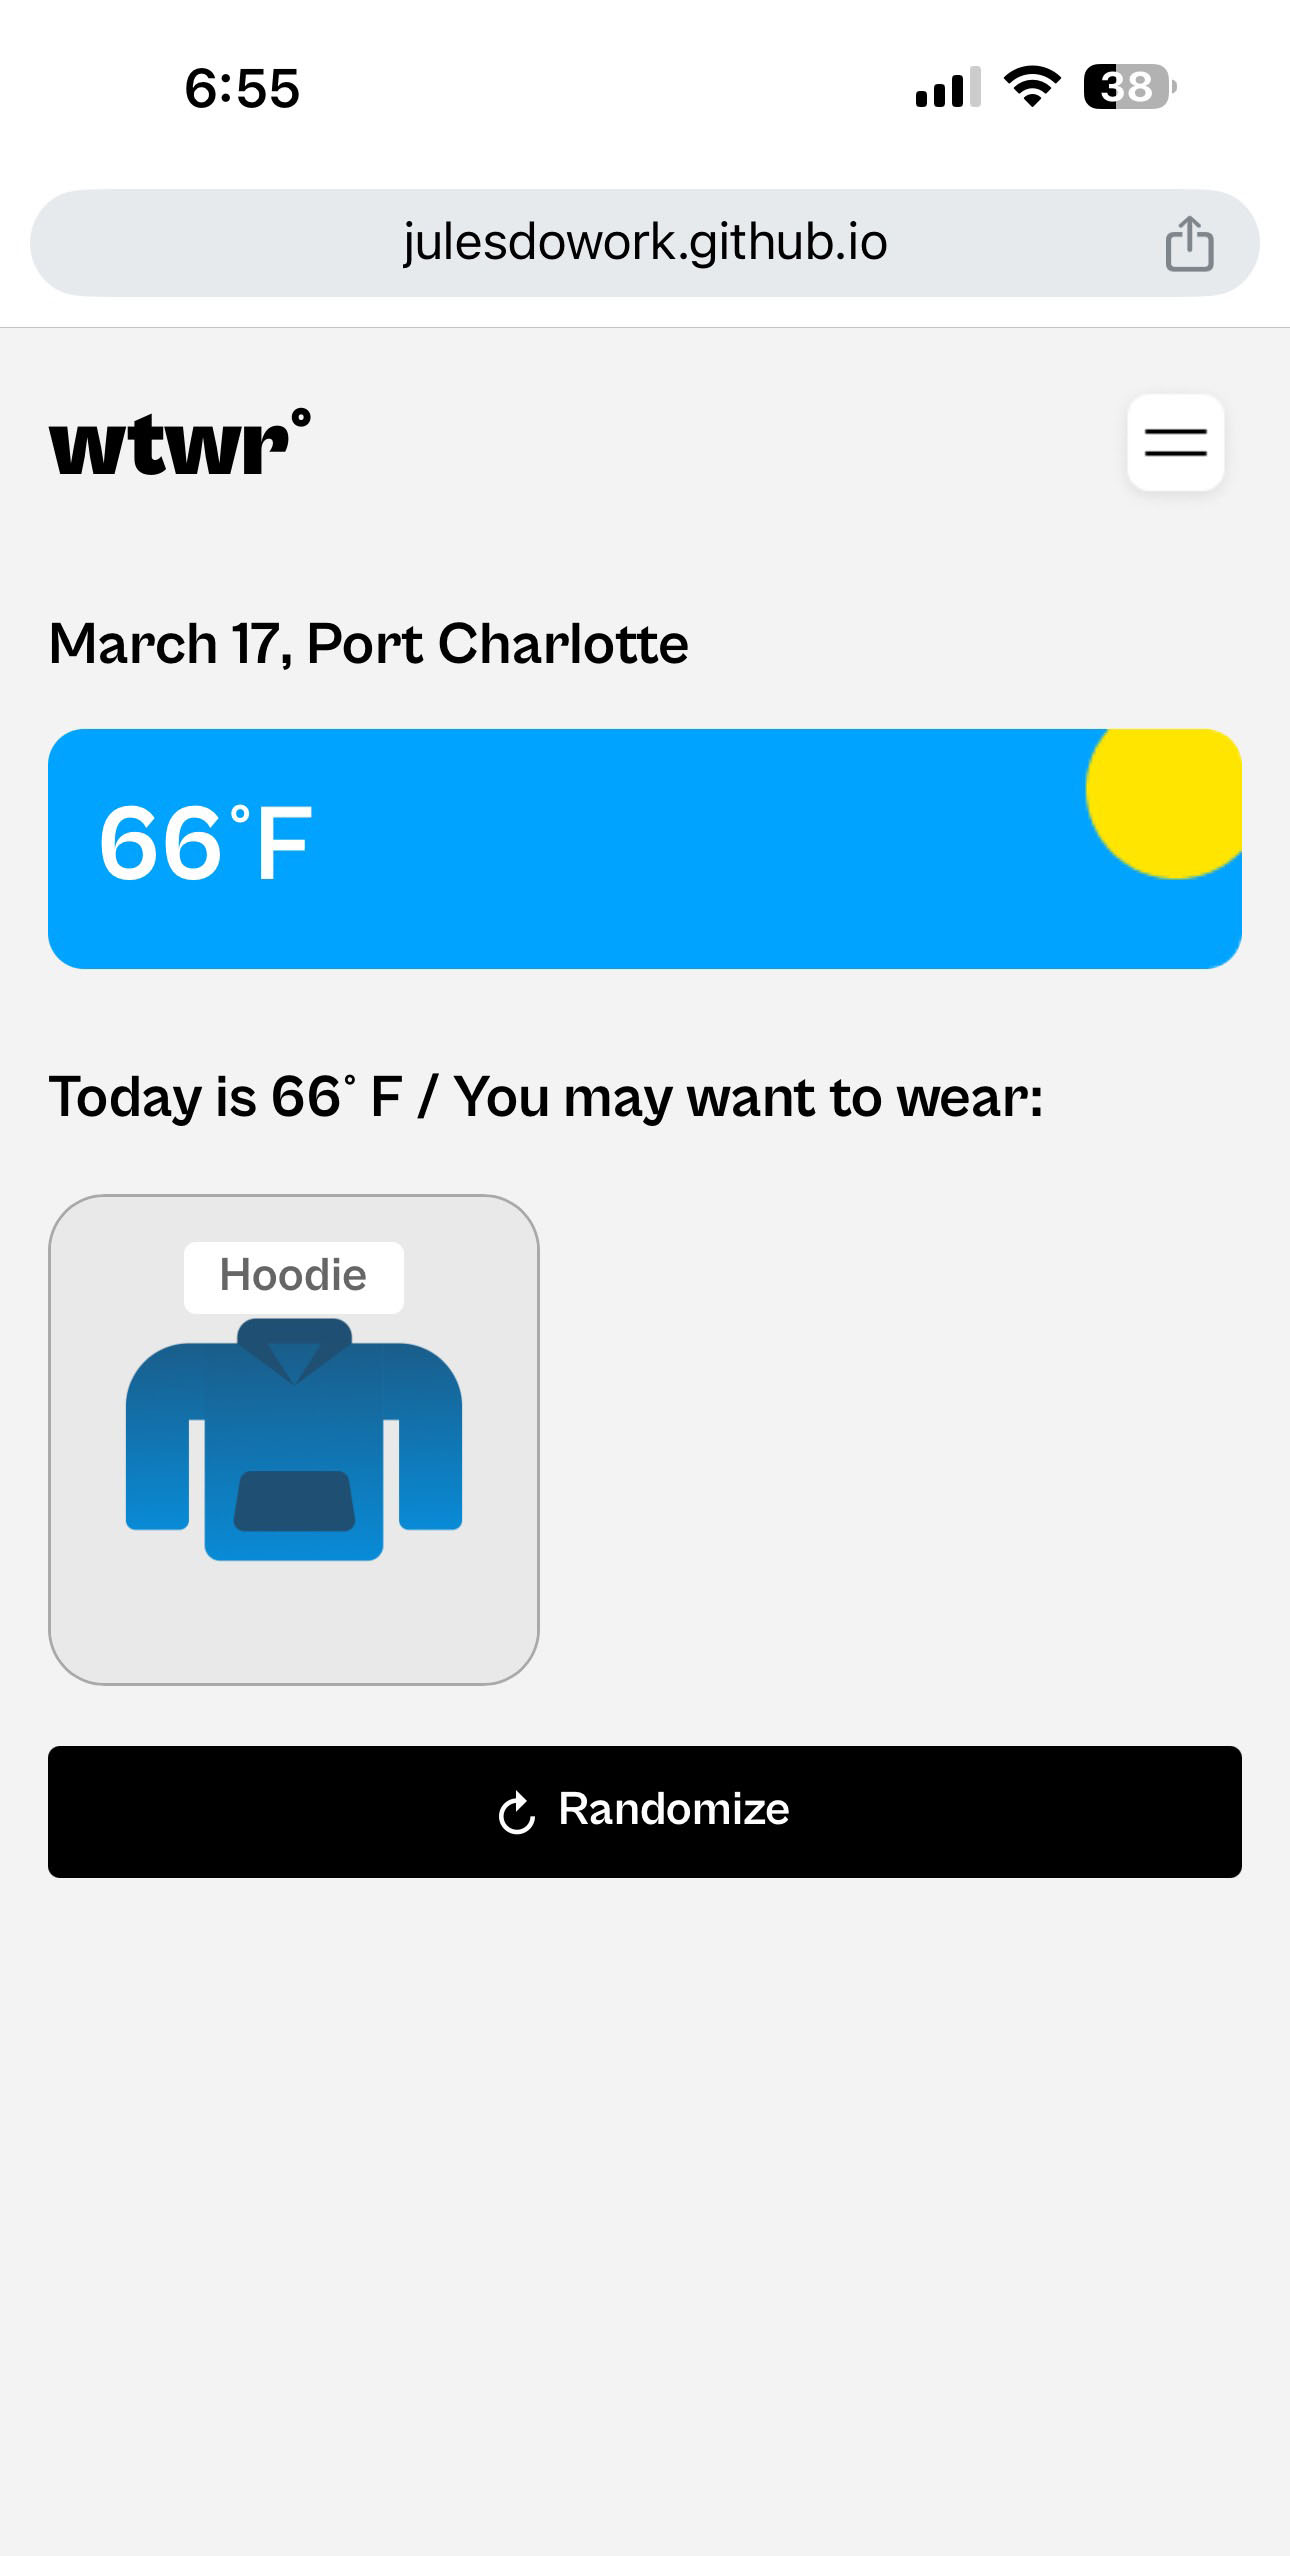 6:55
38
julesdowork.github.io
wtwr°
March 17, Port Charlotte
66°F
Today is 66° F / You may want to wear:
Hoodie
Randomize